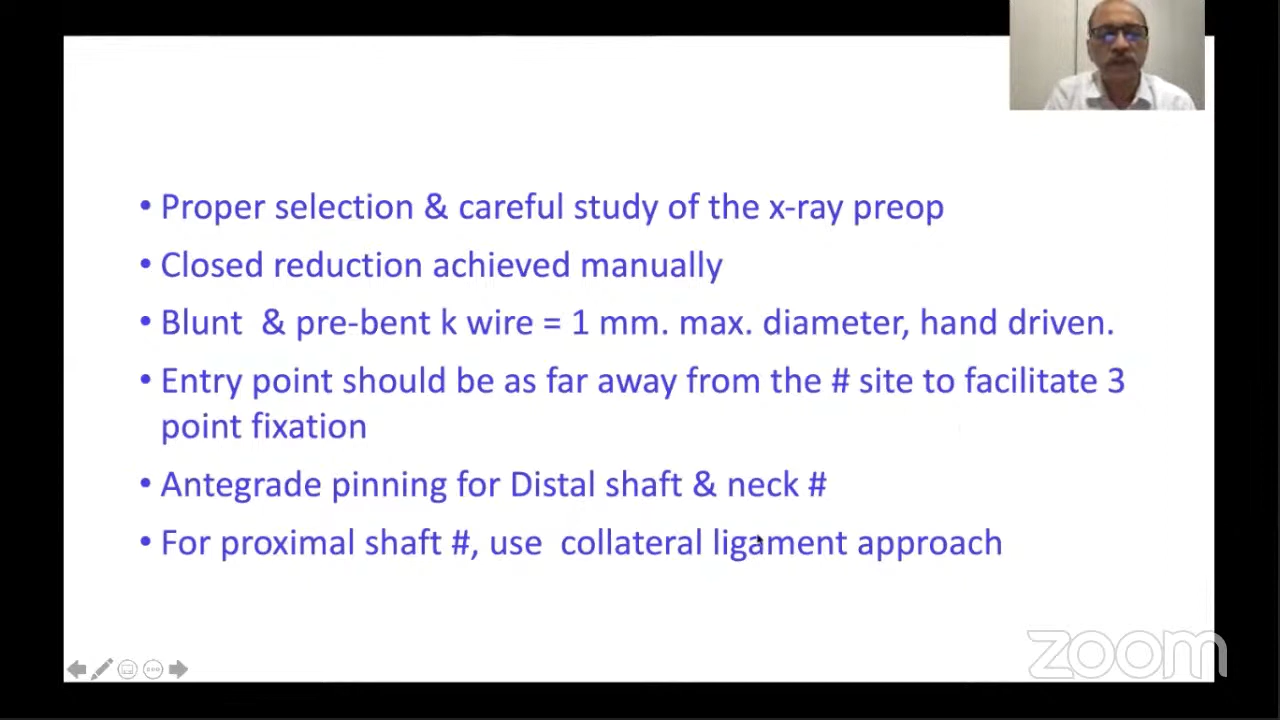 • Proper selection & careful study of the x-ray preop
• Closed reduction achieved manually
• Blunt  & pre-bent k wire = 1 mm. max. diameter, hand driven.
• Entry point should be as far away from the # site to facilitate 3
point fixation
• Antegrade pinning for Distal shaft & neck #
• For proximal shaft #, use  collateral ligament approach
zoom